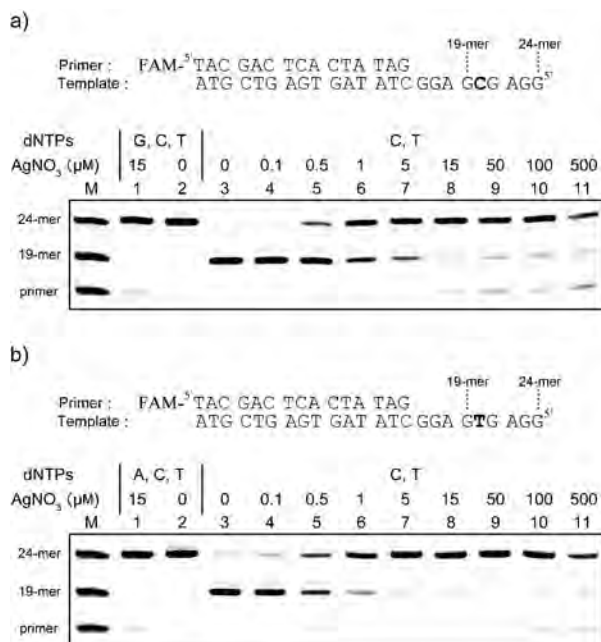 a)
19-mer 24-mer
Primer : FAM-5'TAC GAC TCA CTA TAG
Template : ATG CTG AGT GAT ATC GGA GCG AGG5'
dNTPs G, C, T C, T
AgNO3 (µM) 15 0 0 0.1 0.5 1 5 15 50 100 500
M 1 2 3 4 5 6 7 8 9 10 11
24-mer
19-mer
primer
b)
19-mer 24-mer
Primer : FAM-5'TAC GAC TCA CTA TAG
Template : ATG CTG AGT GAT ATC GGA GTG AGG5'
dNTPs A, C, T C, T
AgNO3 (µM) 15 0 0 0.1 0.5 1 5 15 50 100 500
M 1 2 3 4 5 6 7 8 9 10 11
24-mer
19-mer
primer